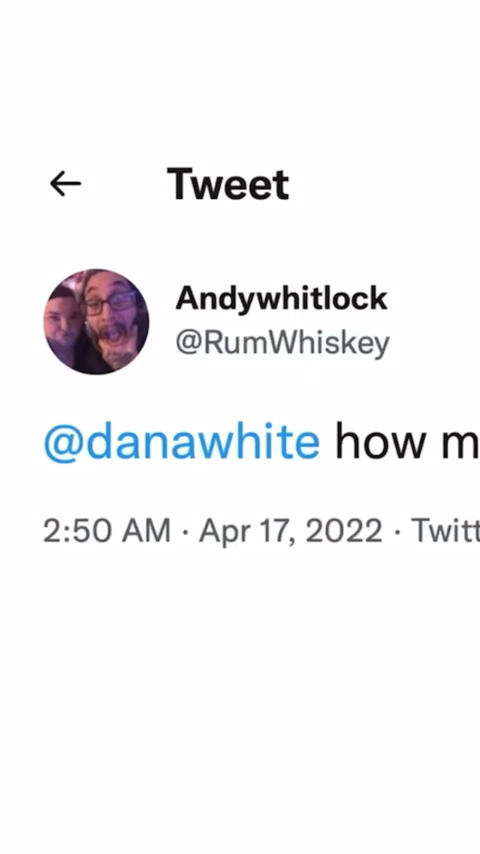 Tweet
Andywhitlock
@RumWhiskey
@danawhite how m
2:50 AM · Apr 17, 2022 · Twitt